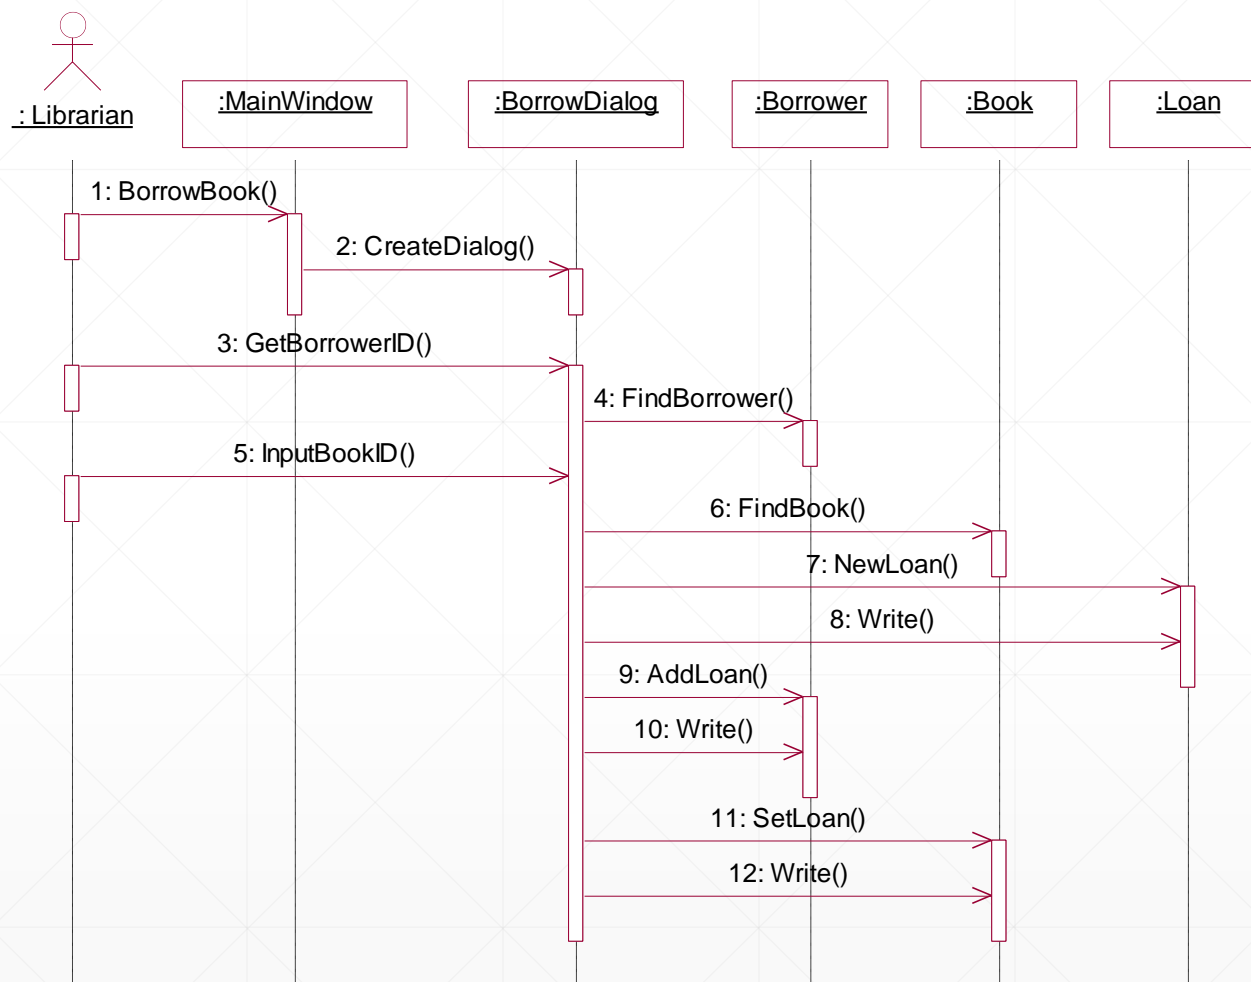 : Librarian
:MainWindow
:BorrowDialog
:Borrower
:Book
:Loan
1: BorrowBook()
2: CreateDialog()
3: GetBorrowerID()
4: FindBorrower()
5: InputBookID()
6: FindBook()
7: NewLoan()
8: Write()
9: AddLoan()
10: Write()
11: SetLoan()
12: Write()